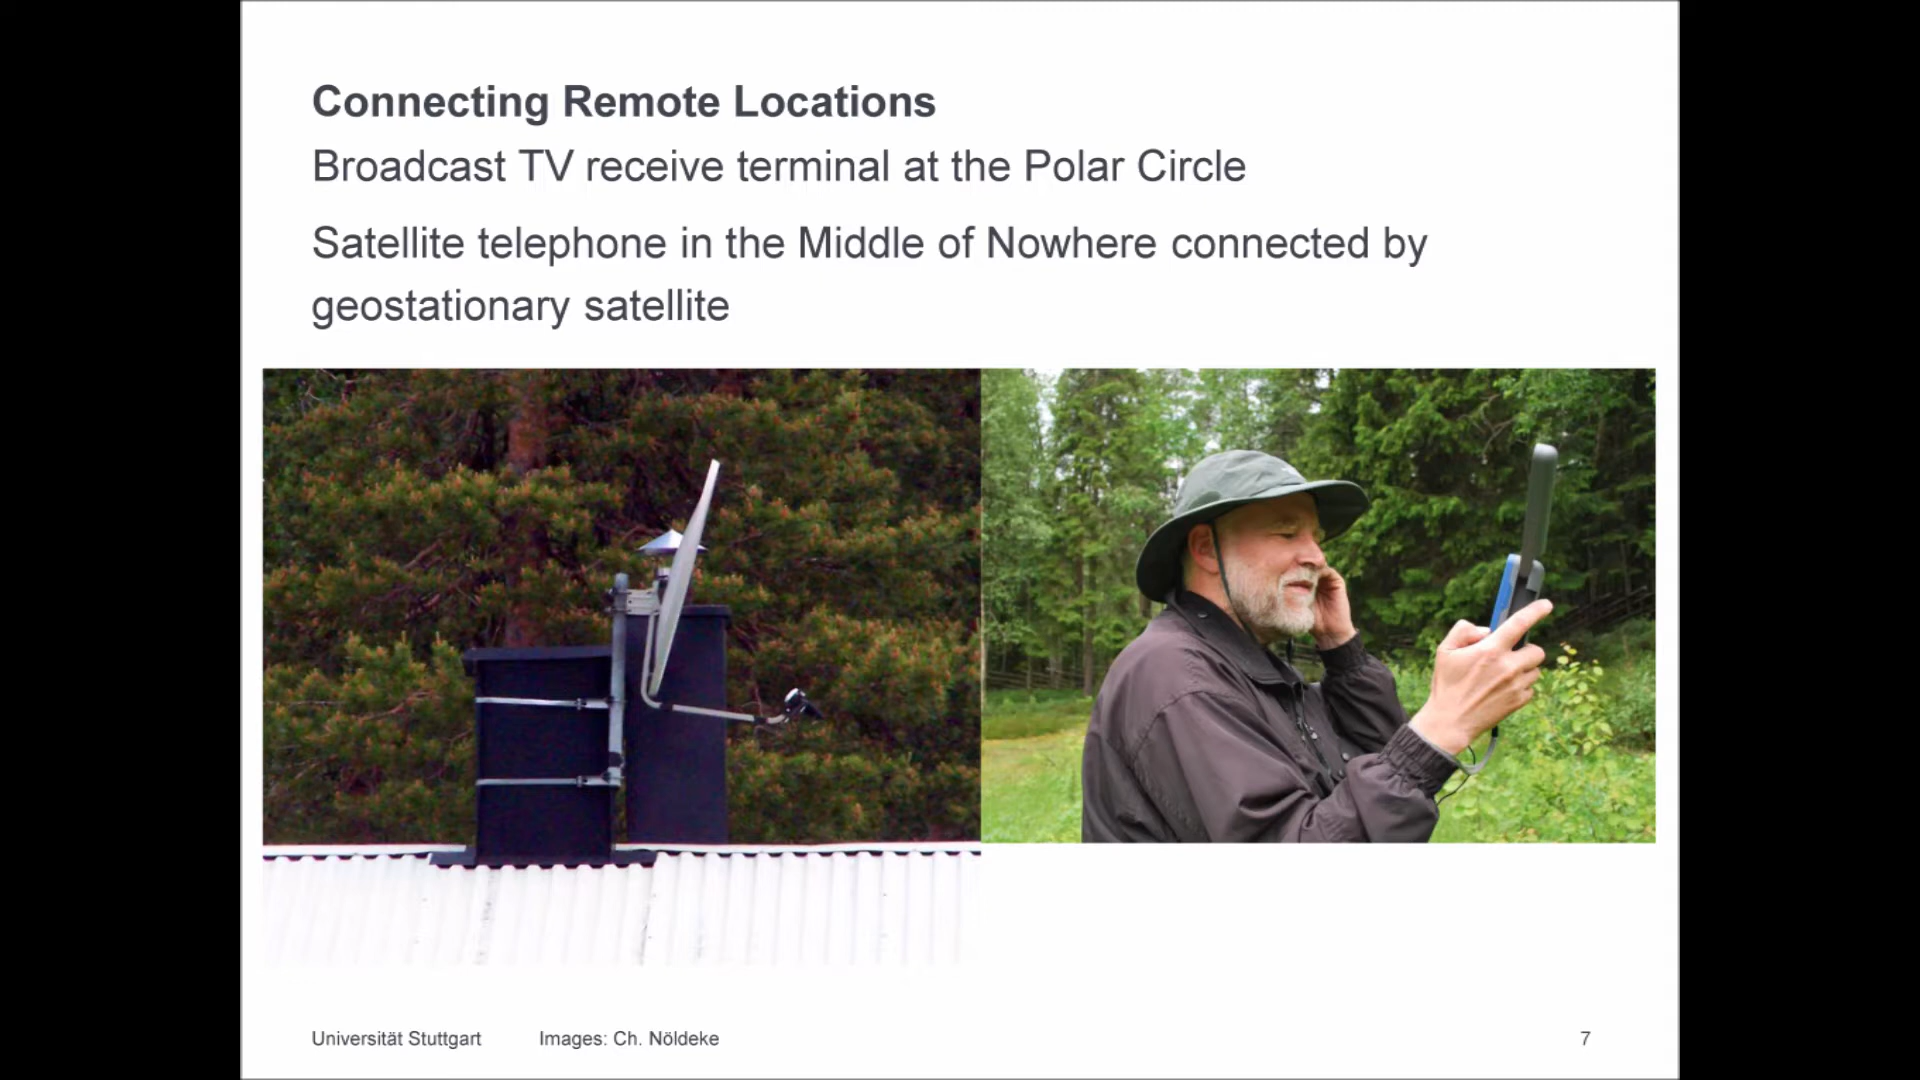 Connecting Remote Locations
Broadcast TV receive terminal at the Polar Circle
Satellite telephone in the Middle of Nowhere connected by
geostationary satellite
Universität Stuttgart Images: Ch. Nöldeke 7